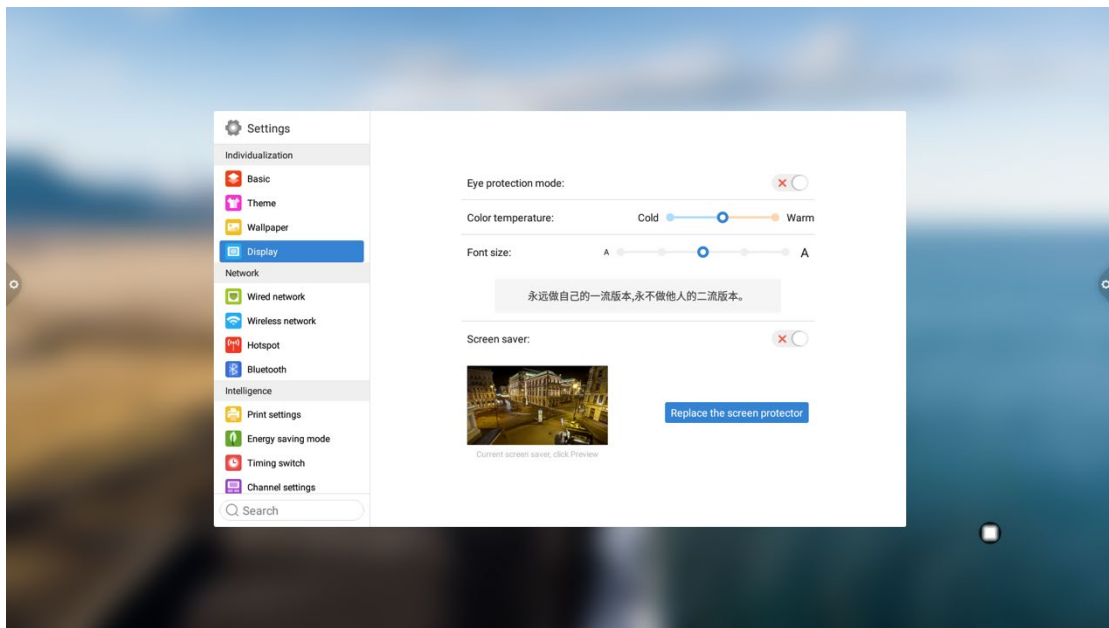 Settings
Individualization
Basic
Theme
Wallpaper
Display
Network
Wired network
Wireless network
Hotspot
Bluetooth
Intelligence
Print settings
Energy saving mode
Timing switch
Channel settings
Search
Eye protection mode:
Color temperature: Cold Warm
Font size: A A
永远做自己的一流版本,永不做他人的二流版本。
Screen saver:
Replace the screen protector
Current screen saver, click Preview